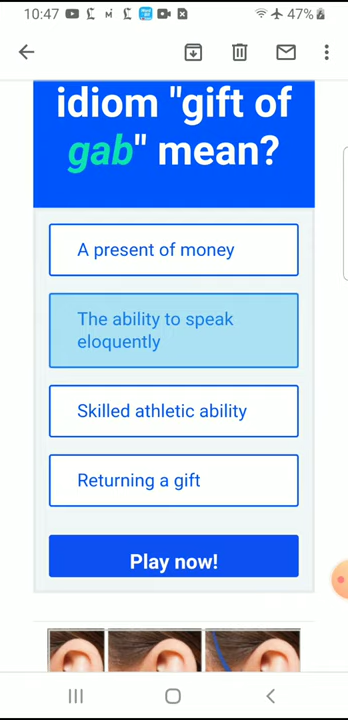 10:47
47%
idiom "gift of
gab" mean?
A present of money
The ability to speak
eloquently
Skilled athletic ability
Returning a gift
Play now!